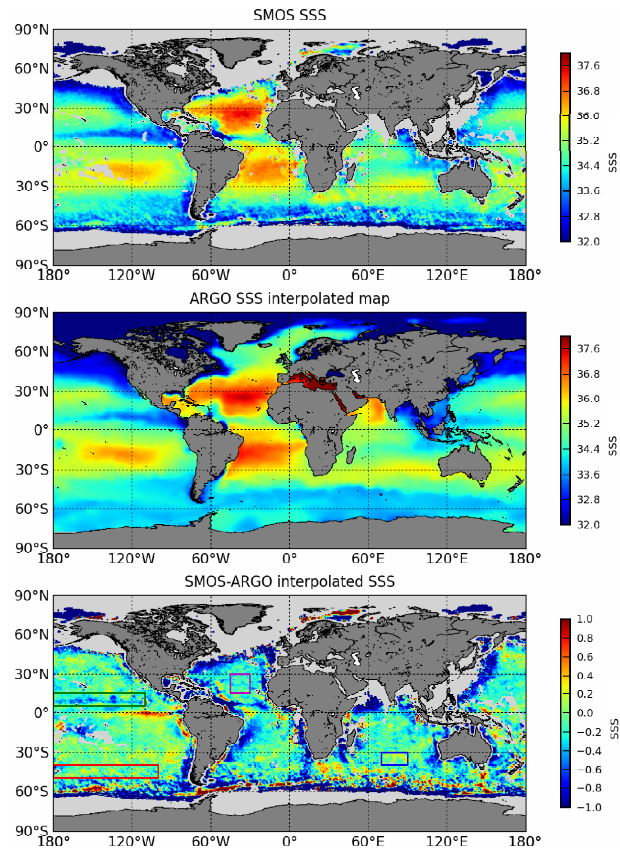 SMOS SSS
90°N
60°N
30°N
0°
30°S
60°S
90°S
180°
120°W
60°W
0°
60°E
120°E
180°
37.6
36.8
36.0
35.2
34.4
33.6
32.8
32.0
SSS
ARGO SSS interpolated map
90°N
60°N
30°N
0°
30°S
60°S
90°S
180°
120°W
60°W
0°
60°E
120°E
180°
37.6
36.8
36.0
35.2
34.4
33.6
32.8
32.0
SSS
SMOS-ARGO interpolated SSS
90°N
60°N
30°N
0°
30°S
60°S
90°S
180°
120°W
60°W
0°
60°E
120°E
180°
1.0
0.8
0.6
0.4
0.2
0.0
−0.2
−0.4
−0.6
−0.8
−1.0
SSS